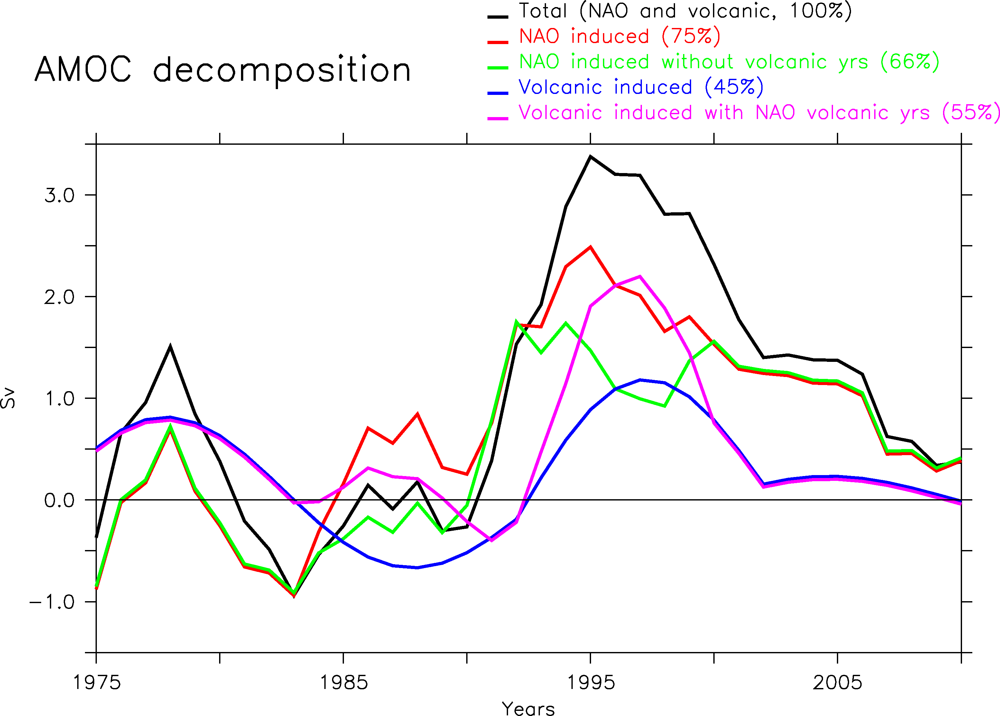 Total (NAO and volcanic, 100%)
NAO induced (75%)
NAO induced without volcanic yrs (66%)
Volcanic induced (45%)
Volcanic induced with NAO volcanic yrs (55%)
AMOC decomposition
3.0
2.0
1.0
0.0
-1.0
Sv
1975 1985 1995 2005
Years